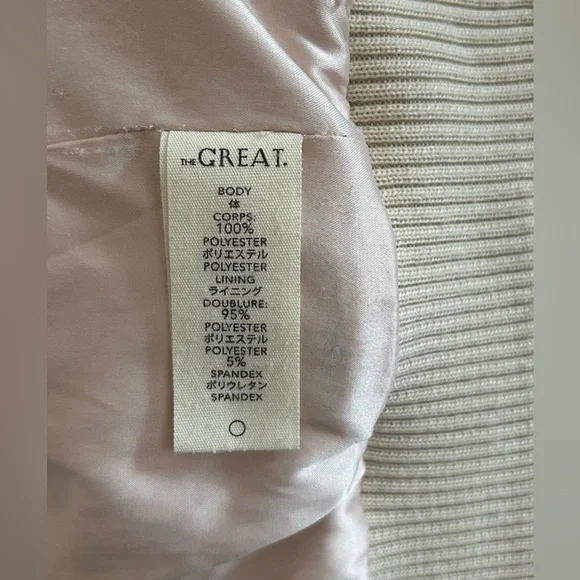 THE GREAT.
BODY
体
CORPS:
100%
POLYESTER
ポリエステル
POLYESTER
LINING
ライニング
DOUBLURE:
95%
POLYESTER
ポリエステル
POLYESTER
5%
SPANDEX
ポリウレタン
SPANDEX